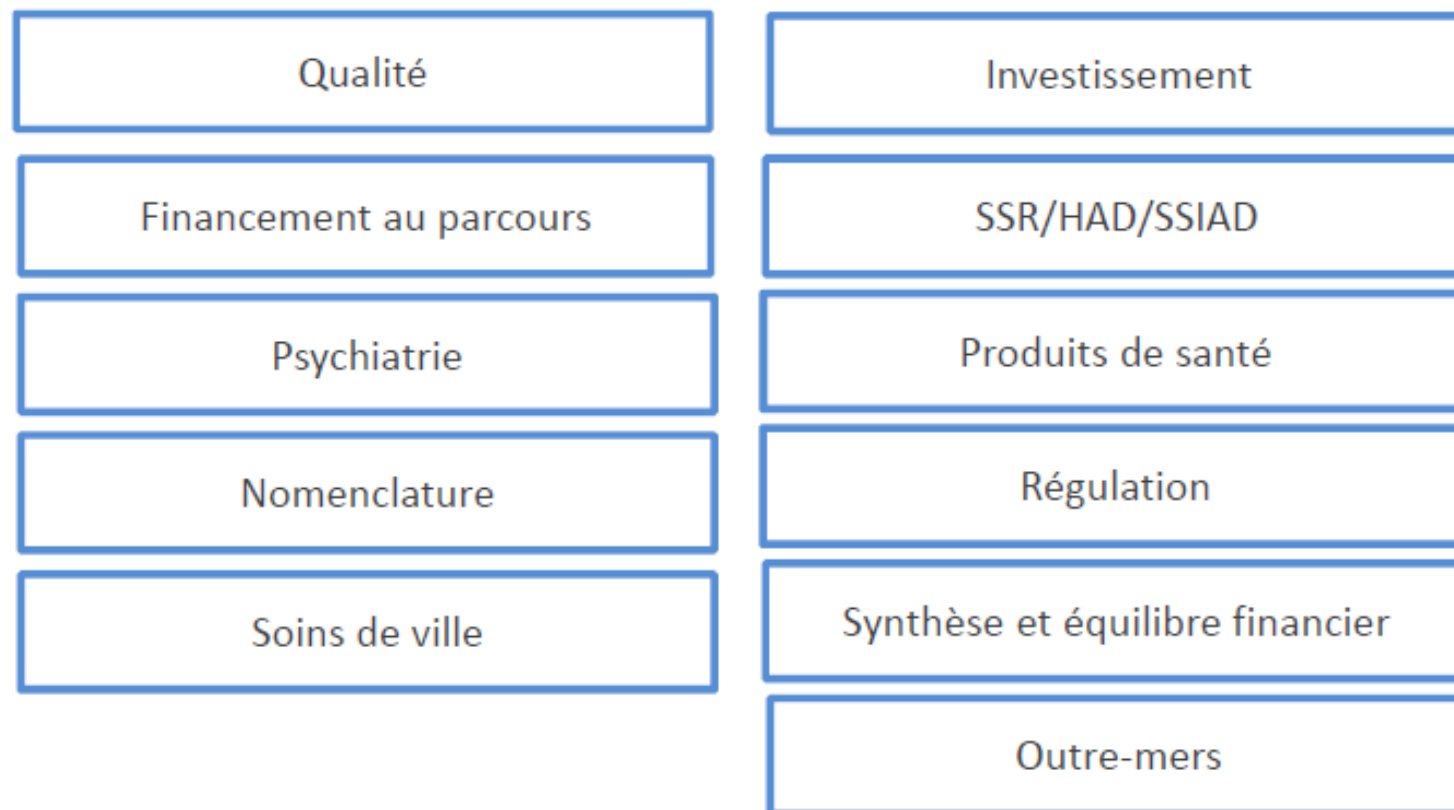 Qualité
Financement au parcours
Psychiatrie
Nomenclature
Soins de ville
Investissement
SSR/HAD/SSIAD
Produits de santé
Régulation
Synthèse et équilibre financier
Outre-mers